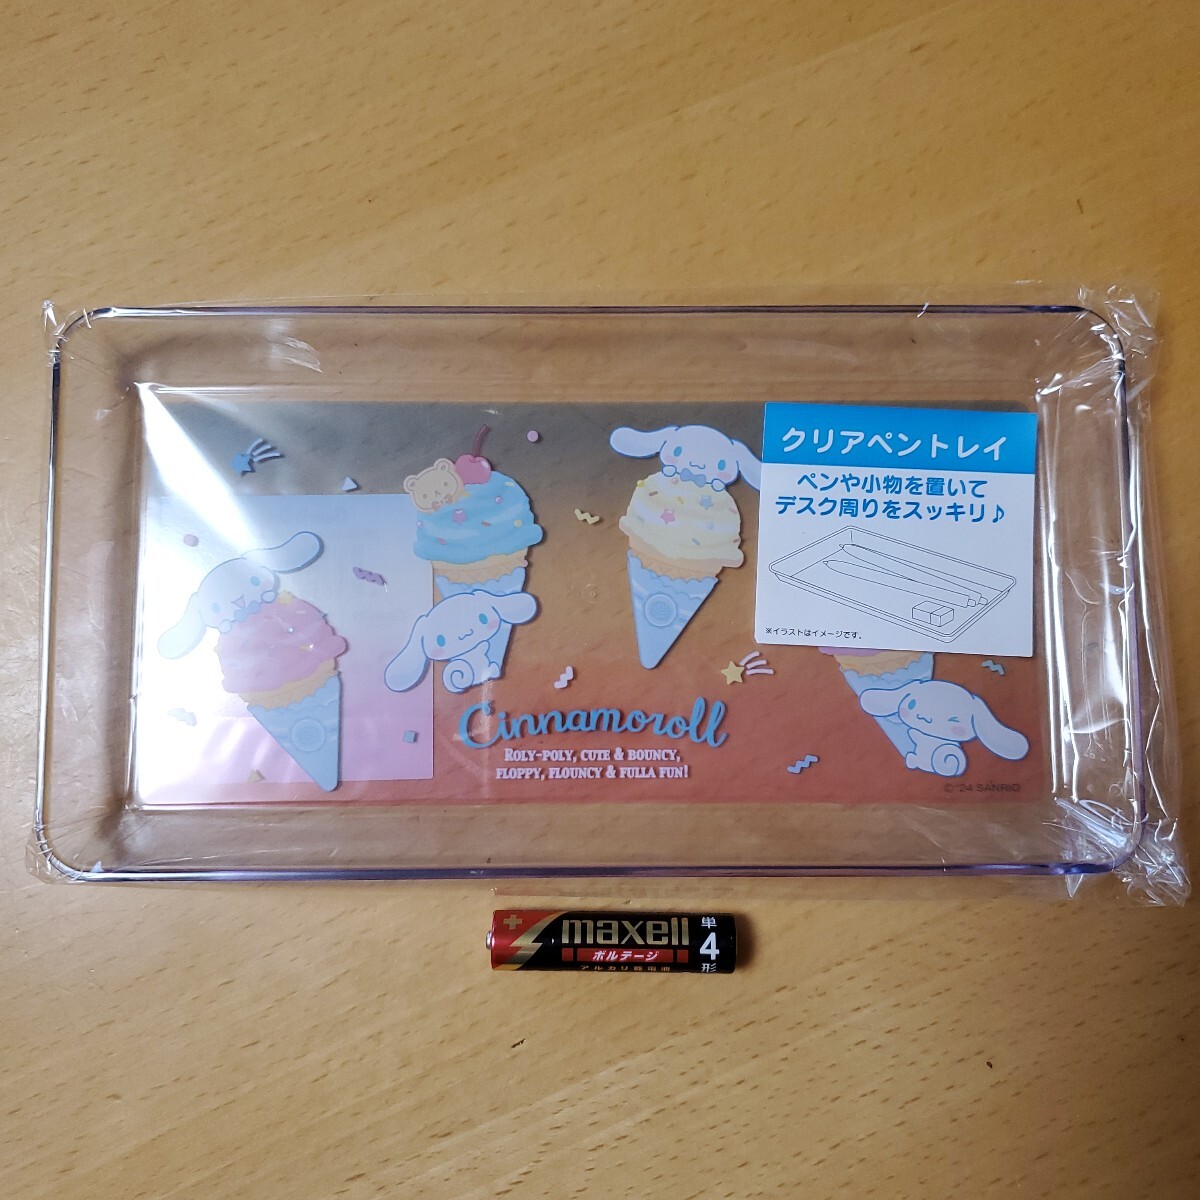 クリアペントレイ
ペンや小物を置いて
デスク周りをスッキリ♪
※イラストはイメージです。
Cinnamoroll
ROLY-POLY, CUTE & BOUNCY,
FLOPPY, FLOUNCY & FULLA FUN!
© '24 SANRIO
+ maxell
ボルテージ
アルカリ乾電池
単4形